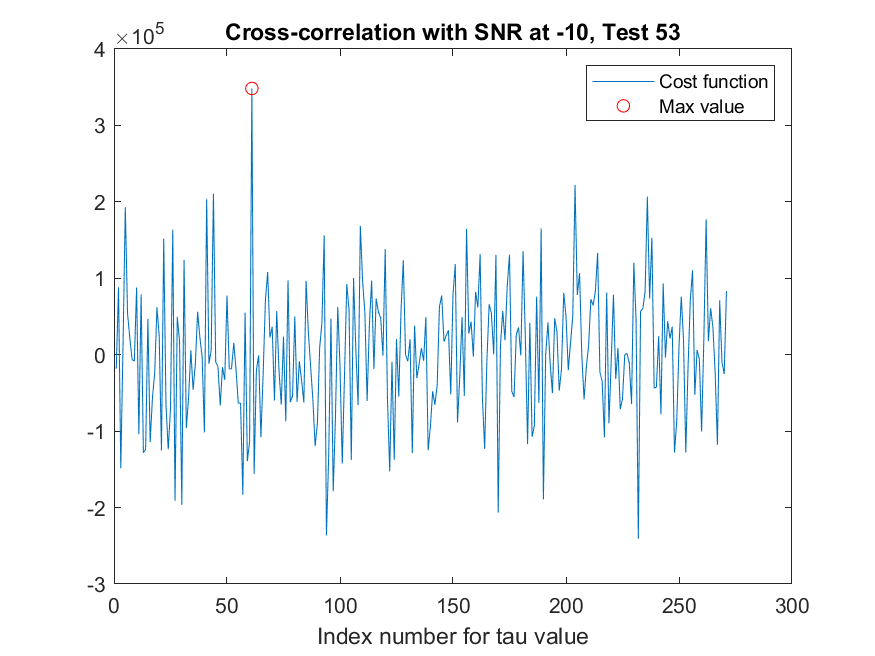 Cross-correlation with SNR at -10, Test 53
×10^5
4
3
2
1
0
-1
-2
-3
0 50 100 150 200 250 300
Index number for tau value
Cost function
Max value